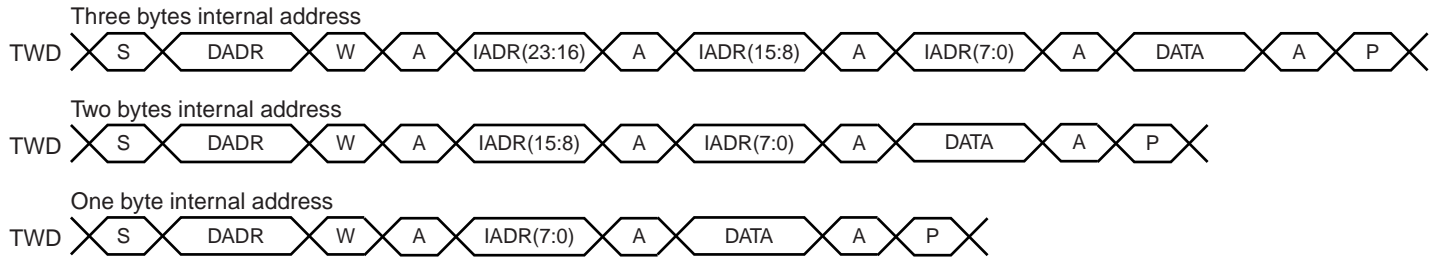 Three bytes internal address
TWD S DADR W A IADR(23:16) A IADR(15:8) A IADR(7:0) A DATA A P
Two bytes internal address
TWD S DADR W A IADR(15:8) A IADR(7:0) A DATA A P
One byte internal address
TWD S DADR W A IADR(7:0) A DATA A P